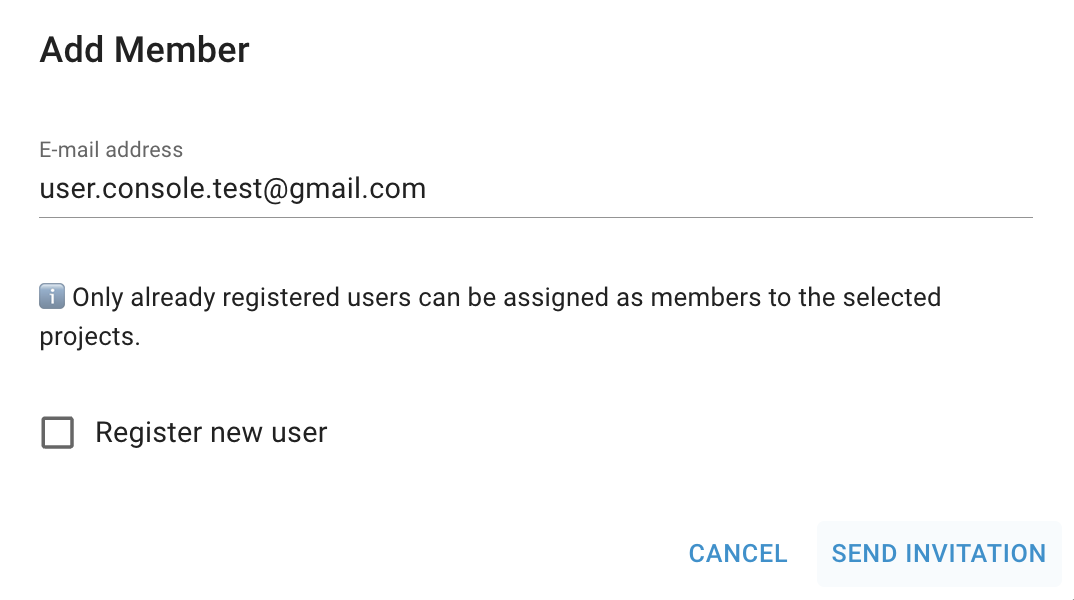 Add Member
E-mail address
user.console.test@gmail.com
ℹ️ Only already registered users can be assigned as members to the selected
projects.
Register new user
CANCEL SEND INVITATION